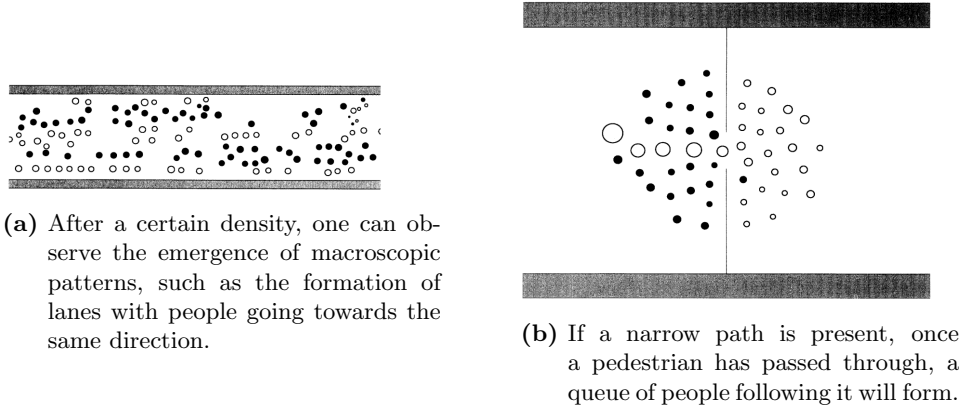 (a) After a certain density, one can ob-
serve the emergence of macroscopic
patterns, such as the formation of
lanes with people going towards the
same direction.
(b) If a narrow path is present, once
a pedestrian has passed through, a
queue of people following it will form.